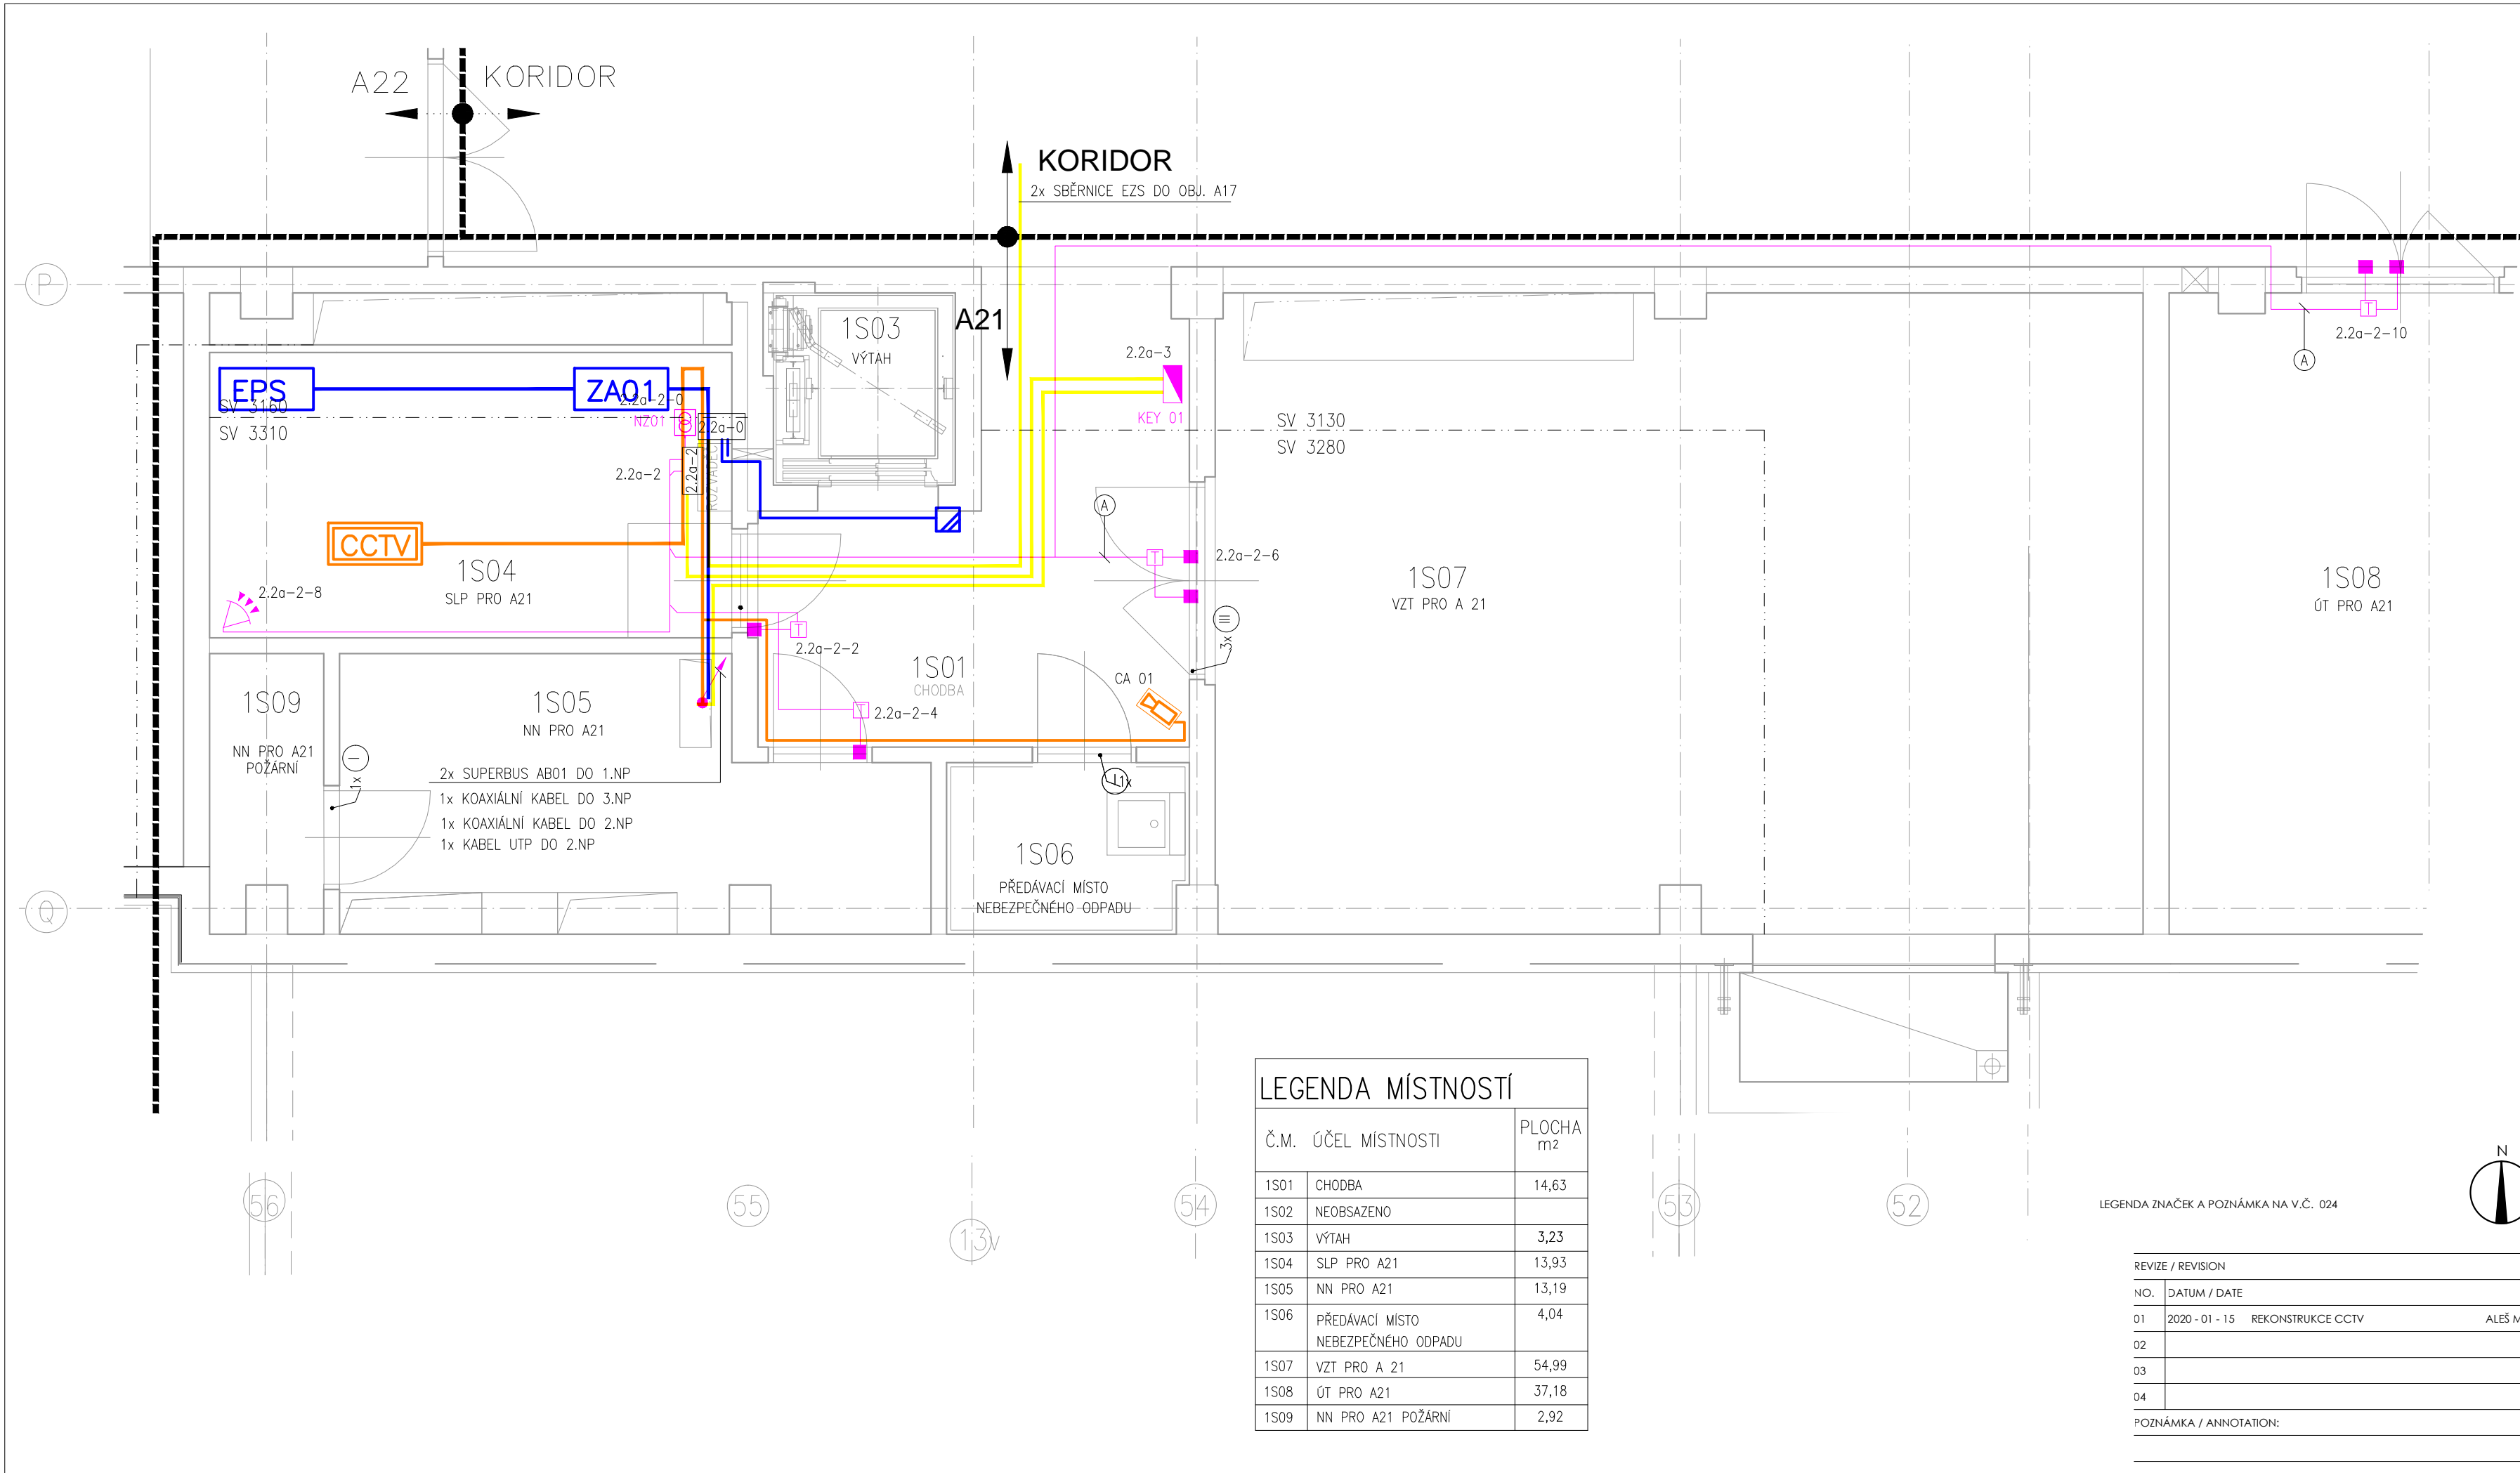 A22
KORIDOR
KORIDOR
2x SBĚRNICE EZS DO OBJ. A17
P
1S03
VÝTAH
A21
2.2a-3
KEY 01
2.2a-2-10
A
EPS
ZA01
2.2a-2-0
NZ01
2.2a-0
SV 3160
SV 3310
SV 3130
SV 3280
2.2a-2
2.2a-2
ROZVADĚČ
A
2.2a-2-6
CCTV
1S04
SLP PRO A21
2.2a-2-8
1S07
VZT PRO A 21
1S08
ÚT PRO A21
III
3x
2.2a-2-2
1S01
CHODBA
CA 01
2.2a-2-4
1S09
NN PRO A21
POŽÁRNÍ
I
1x
1S05
NN PRO A21
2x SUPERBUS AB01 DO 1.NP
1x KOAXIÁLNÍ KABEL DO 3.NP
1x KOAXIÁLNÍ KABEL DO 2.NP
1x KABEL UTP DO 2.NP
1x
1S06
PŘEDÁVACÍ MÍSTO
NEBEZPEČNÉHO ODPADU
Q
LEGENDA MÍSTNOSTÍ
Č.M. ÚČEL MÍSTNOSTI PLOCHA m2
1S01 CHODBA 14,63
1S02 NEOBSAZENO
1S03 VÝTAH 3,23
1S04 SLP PRO A21 13,93
1S05 NN PRO A21 13,19
1S06 PŘEDÁVACÍ MÍSTO 4,04
NEBEZPEČNÉHO ODPADU
1S07 VZT PRO A 21 54,99
1S08 ÚT PRO A21 37,18
1S09 NN PRO A21 POŽÁRNÍ 2,92
56
55
13v
54
53
52
N
LEGENDA ZNAČEK A POZNÁMKA NA V.Č. 024
REVIZE / REVISION
NO. DATUM / DATE
01 2020 - 01 - 15 REKONSTRUKCE CCTV ALEŠ M
02
03
04
POZNÁMKA / ANNOTATION: